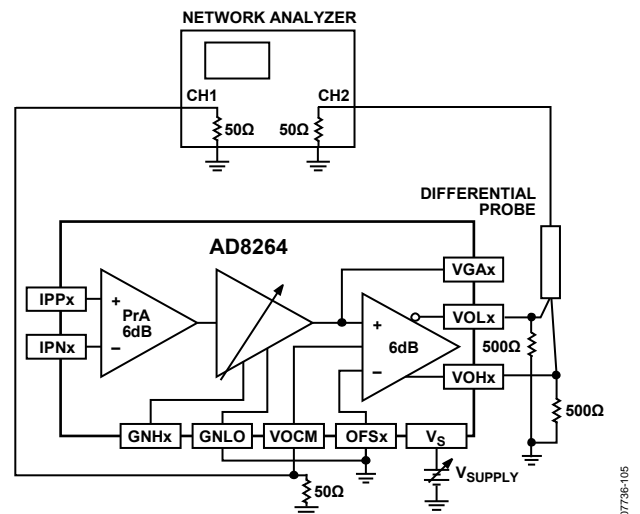 NETWORK ANALYZER
CH1
CH2
50Ω
50Ω
DIFFERENTIAL
PROBE
AD8264
VGAx
IPPx
+
PrA
6dB
IPNx
–
+
6dB
–
VOLx
500Ω
VOHx
500Ω
GNHx
GNLO
VOCM
OFSx
VS
VSUPPLY
50Ω
07736-105